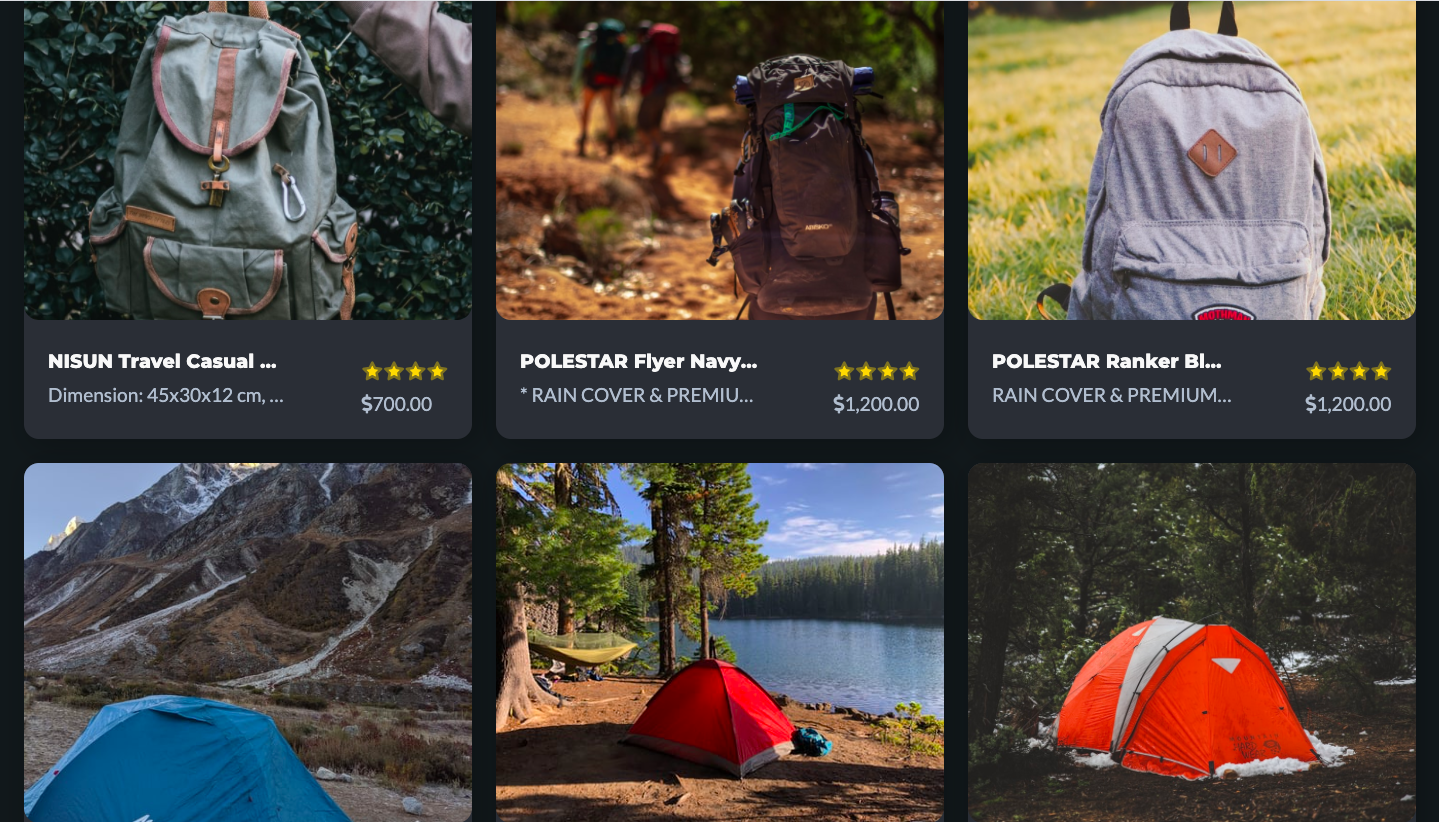 NISUN Travel Casual ...
Dimension: 45x30x12 cm, ...
$700.00
POLESTAR Flyer Navy...
* RAIN COVER & PREMIU...
$1,200.00
POLESTAR Ranker Bl...
RAIN COVER & PREMIUM...
$1,200.00